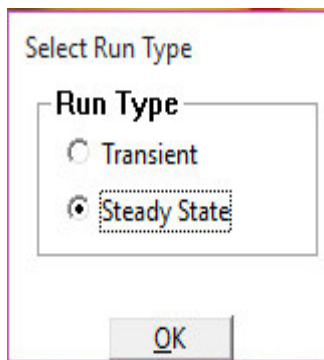 Select Run Type
Run Type
Transient
Steady State
OK